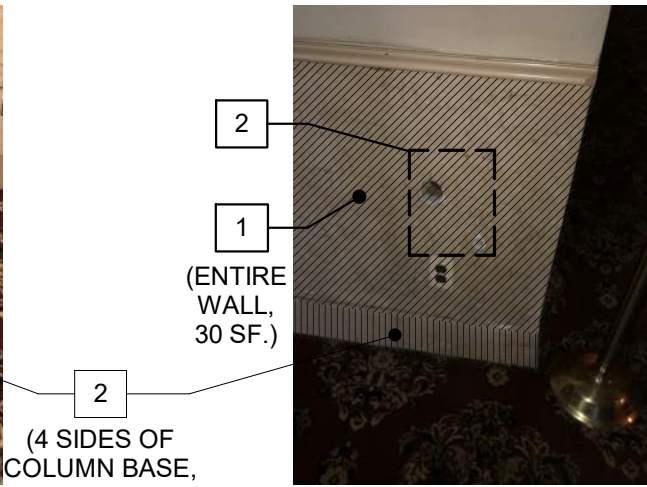 2
1
(ENTIRE
WALL,
30 SF.)
2
(4 SIDES OF
COLUMN BASE,